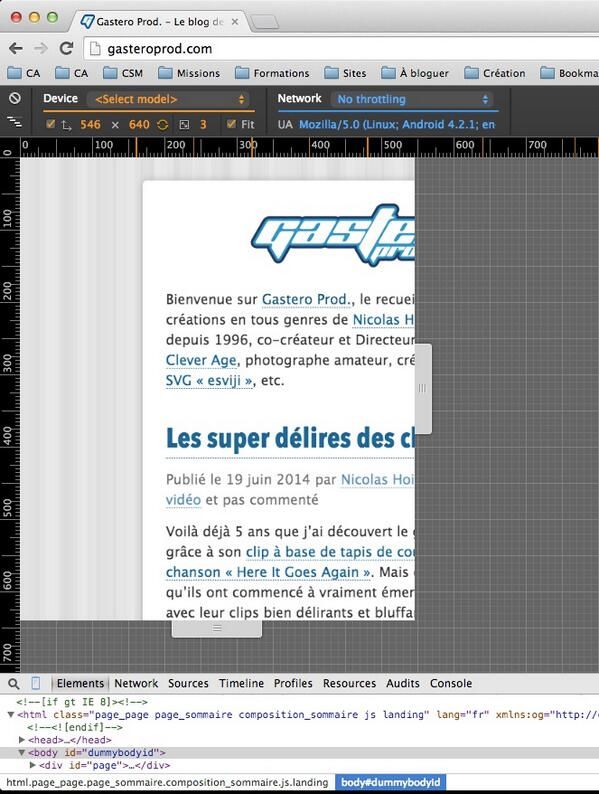 Gastero Prod. – Le blog de
gasteroprod.com
CA CA CSM Missions Formations Sites À bloguer Création Bookma
Device <Select model> Network No throttling
546 × 640 3 Fit UA Mozilla/5.0 (Linux; Android 4.2.1; en
0 100 200 300 400 500 600 700
0
100
200
300
400
500
600
700
gaste
pro
Bienvenue sur Gastero Prod., le recuei
créations en tous genres de Nicolas H
depuis 1996, co-créateur et Directeur
Clever Age, photographe amateur, cré
SVG « esviji », etc.
Les super délires des cl
Publié le 19 juin 2014 par Nicolas Hoi
vidéo et pas commenté
Voilà déjà 5 ans que j’ai découvert le g
grâce à son clip à base de tapis de cou
chanson « Here It Goes Again ». Mais
qu’ils ont commencé à vraiment émer
avec leur clips bien délirants et bluffa
Elements Network Sources Timeline Profiles Resources Audits Console
<!--[if gt IE 8]><!-->
<html class="page_page page_sommaire composition_sommaire js landing" lang="fr" xmlns:og="http://
<!--<![endif]-->
<head>…</head>
<body id="dummybodyid">
<div id="page">…</div>
html.page_page.page_sommaire.composition_sommaire.js.landing body#dummybodyid